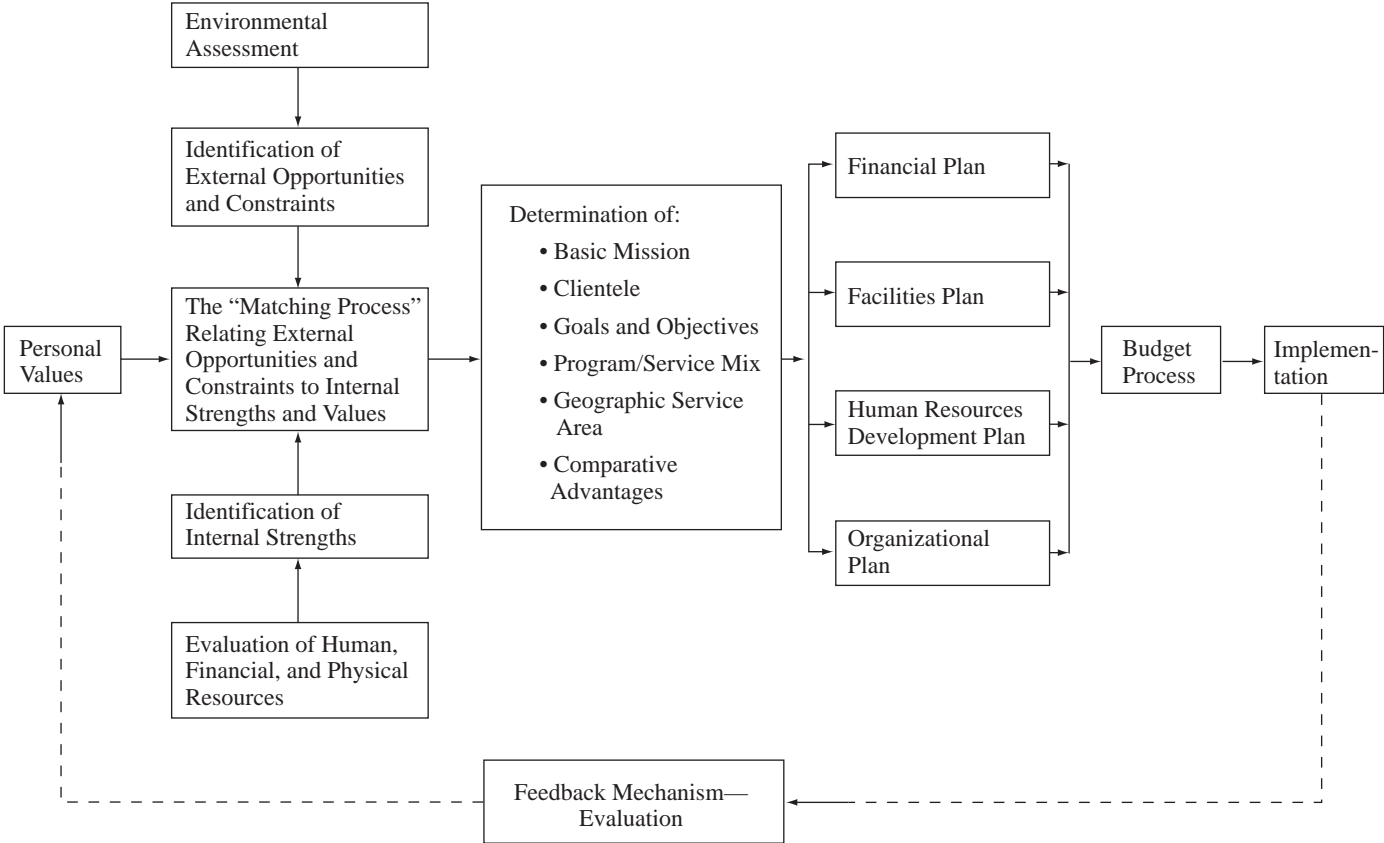 Environmental
Assessment
Identification of
External Opportunities
and Constraints
The “Matching Process”
Relating External
Opportunities and
Constraints to Internal
Strengths and Values
Personal
Values
Identification of
Internal Strengths
Evaluation of Human,
Financial, and Physical
Resources
Determination of:
• Basic Mission
• Clientele
• Goals and Objectives
• Program/Service Mix
• Geographic Service
Area
• Comparative
Advantages
Financial Plan
Facilities Plan
Human Resources
Development Plan
Organizational
Plan
Budget
Process
Implemen-
tation
Feedback Mechanism—
Evaluation